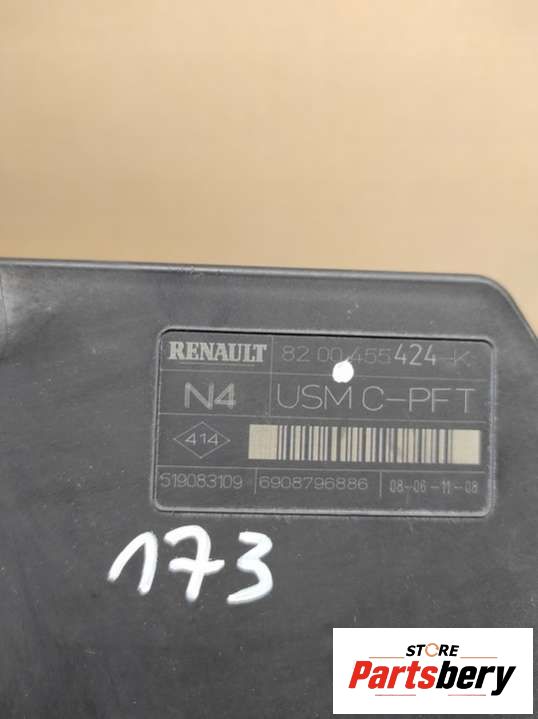 RENAULT 82 00 455 424-K
N4 USM C-PFT
414
519083109 6908796886 08-06-11-08
173
STORE
Partsbery